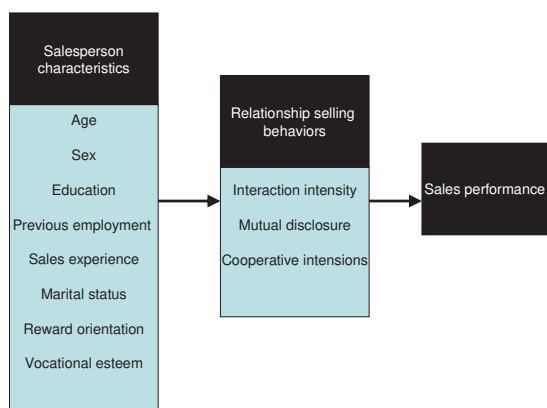 Salesperson
characteristics
Age
Sex
Education
Previous employment
Sales experience
Marital status
Reward orientation
Vocational esteem
Relationship selling
behaviors
Interaction intensity
Mutual disclosure
Cooperative intensions
Sales performance